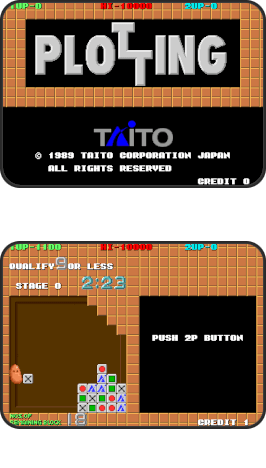 1UP-0 HI-10000 2UP-0
PLOTTING
TAITO
© 1989 TAITO CORPORATION JAPAN
ALL RIGHTS RESERVED
CREDIT 0
1UP-1100 HI-10000 2UP-0
QUALIFY 9 OR LESS
STAGE 0 2:23
PUSH 2P BUTTON
CREDIT 1